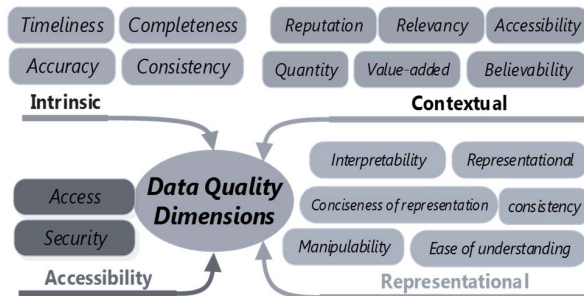 Timeliness Completeness
Accuracy Consistency
Intrinsic
Reputation Relevancy Accessibility
Quantity Value-added Believability
Contextual
Data Quality
Dimensions
Access
Security
Accessibility
Interpretability Representational
Conciseness of representation consistency
Manipulability Ease of understanding
Representational